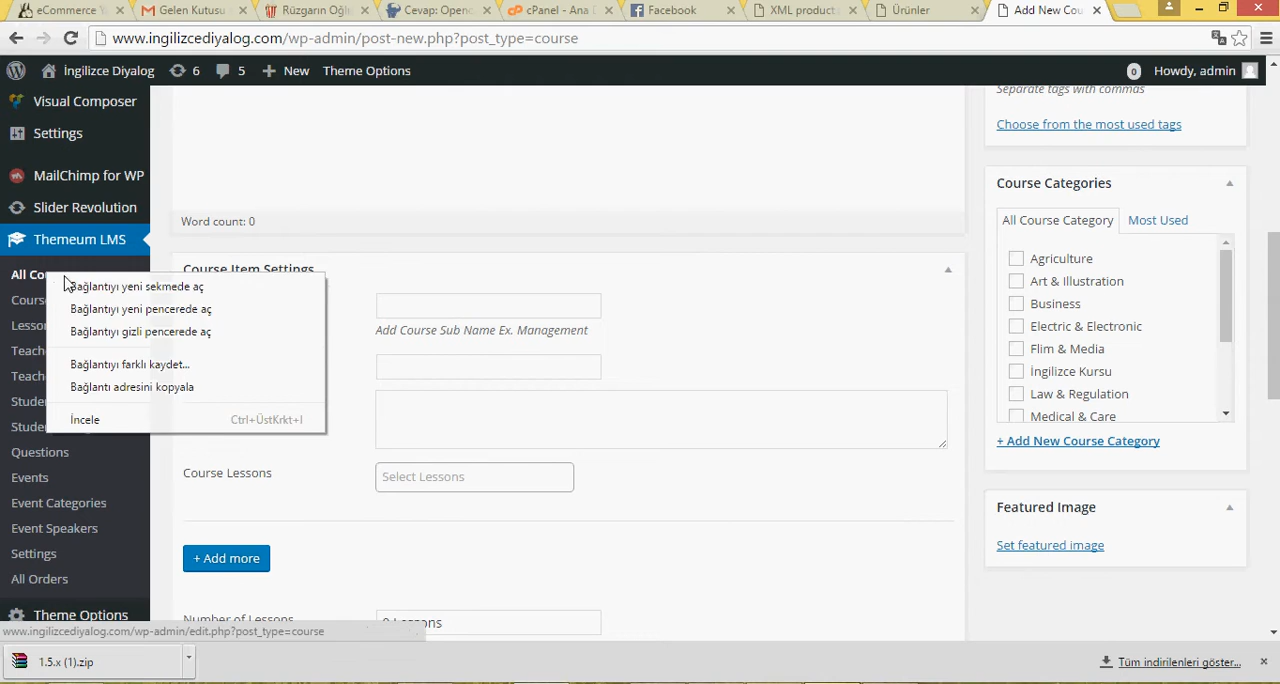 eCommerce
Gelen Kutusu
Rüzgarın Oğlu
Cevap: Openc
cPanel - Ana
Facebook
XML product
Ürünler
Add New Cou
www.ingilizcediyalog.com/wp-admin/post-new.php?post_type=course
İngilizce Diyalog
6
5
New
Theme Options
0
Howdy, admin
Visual Composer
Settings
MailChimp for WP
Slider Revolution
Themeum LMS
All Cou
Course
Lesson
Teach
Teach
Stude
Stude
Questions
Events
Event Categories
Event Speakers
Settings
All Orders
Theme Options
Bağlantıyı yeni sekmede aç
Bağlantıyı yeni pencerede aç
Bağlantıyı gizli pencerede aç
Bağlantıyı farklı kaydet...
Bağlantı adresini kopyala
İncele Ctrl+ÜstKrkt+I
Word count: 0
Course Item Settings
Add Course Sub Name Ex. Management
Course Lessons
Select Lessons
+ Add more
Number of Lessons
0 Lessons
Separate tags with commas
Choose from the most used tags
Course Categories
All Course Category
Most Used
Agriculture
Art & Illustration
Business
Electric & Electronic
Flim & Media
İngilizce Kursu
Law & Regulation
Medical & Care
+ Add New Course Category
Featured Image
Set featured image
www.ingilizcediyalog.com/wp-admin/edit.php?post_type=course
1.5.x (1).zip
Tüm indirilenleri göster...